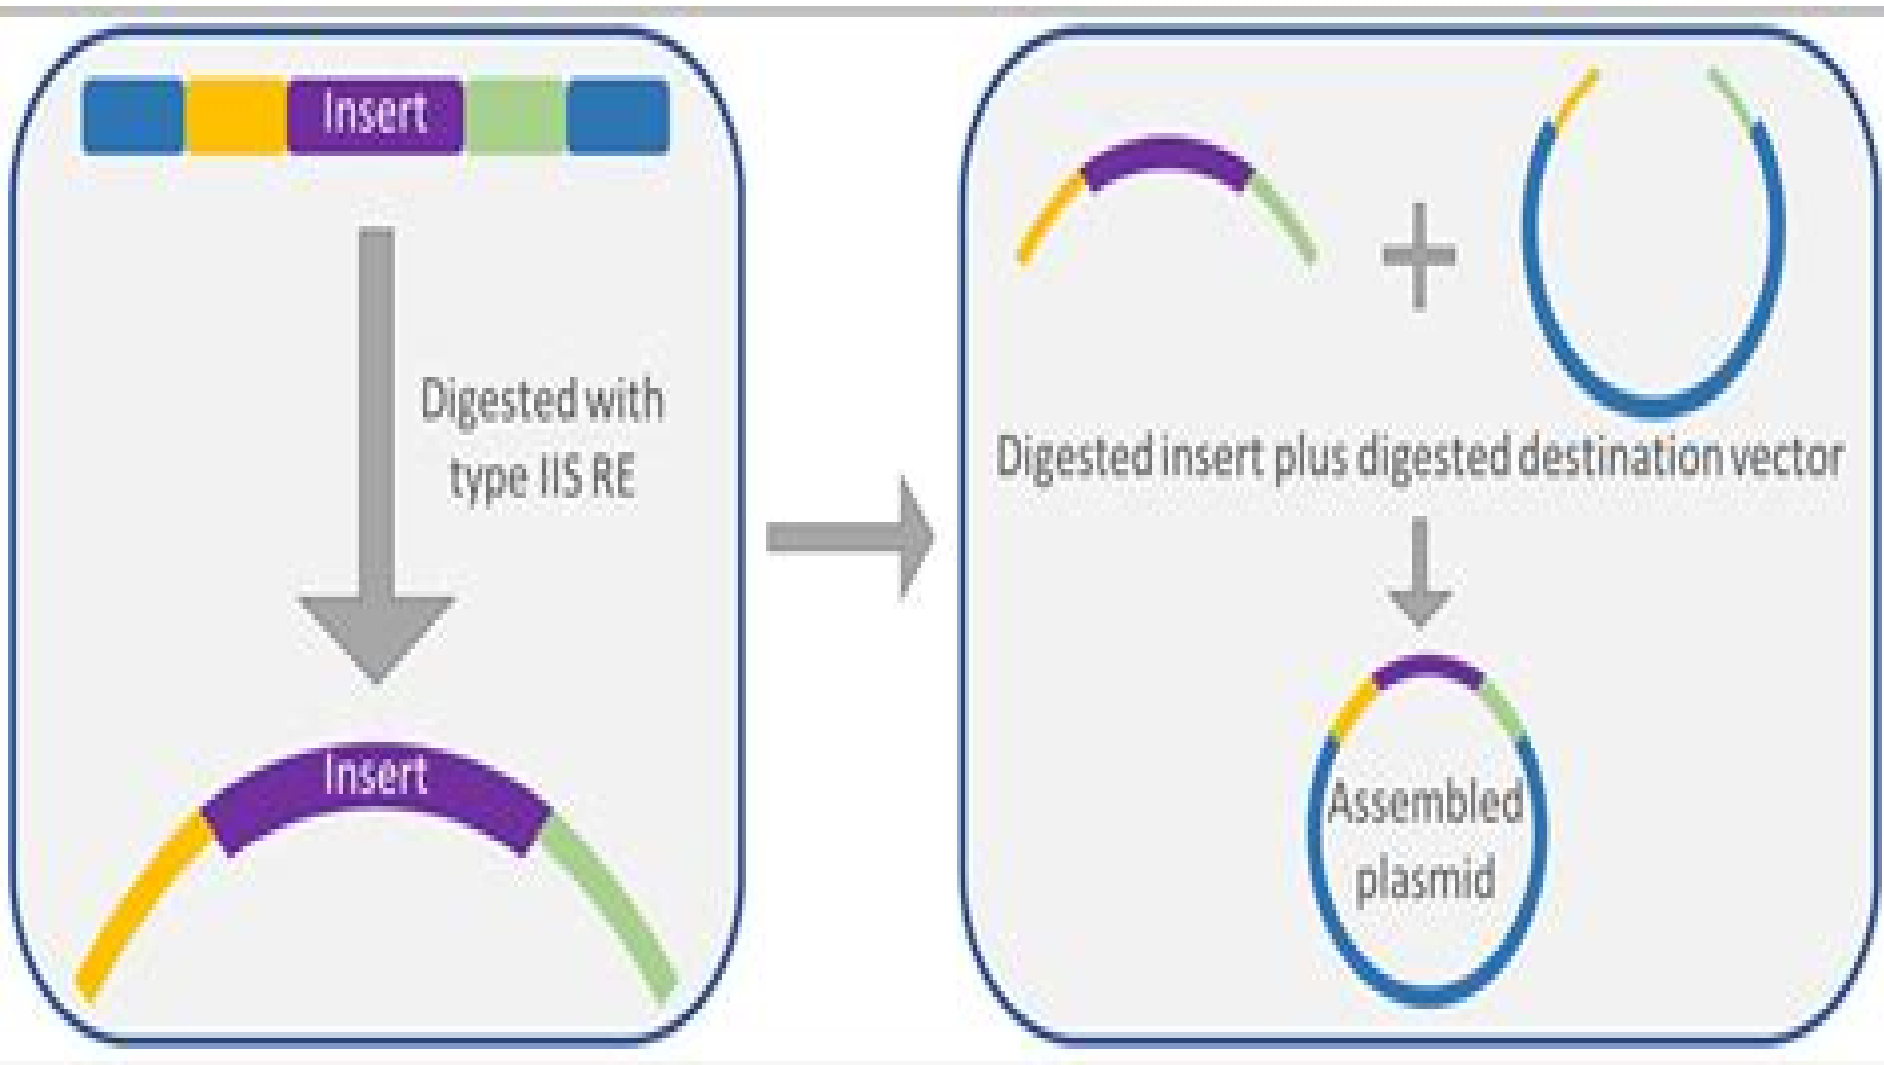 Insert
Digested with
type IIS RE
Insert
Digested insert plus digested destination vector
Assembled
plasmid